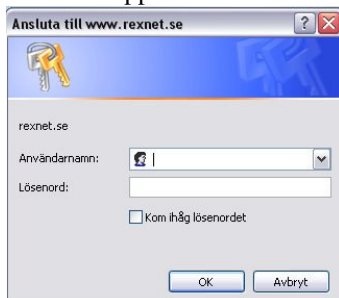 Ansluta till www.rexnet.se
rexnet.se
Användarnamn:
Lösenord:
Kom ihåg lösenordet
OK
Avbryt